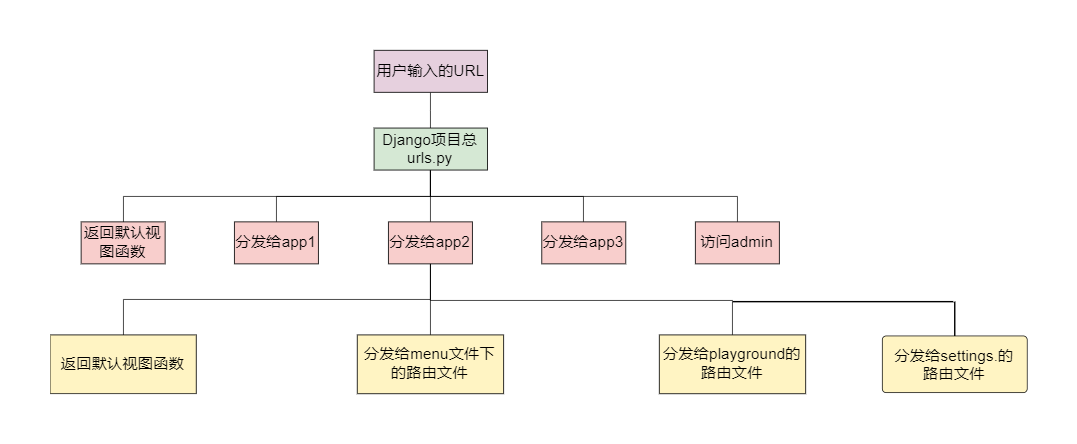 用户输入的URL
Django项目总
urls.py
返回默认视
图函数
分发给app1
分发给app2
分发给app3
访问admin
返回默认视图函数
分发给menu文件下
的路由文件
分发给playground的
路由文件
分发给settings.的
路由文件